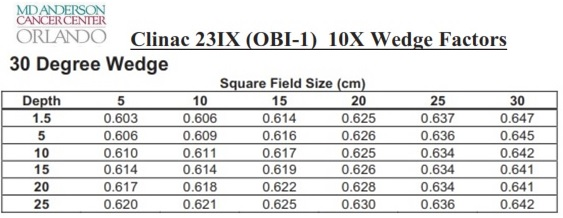 MD ANDERSON
CANCER CENTER
ORLANDO
Clinac 23IX (OBI-1) 10X Wedge Factors
30 Degree Wedge
Square Field Size (cm)
Depth 5 10 15 20 25 30
1.5 0.603 0.606 0.614 0.625 0.637 0.647
5 0.606 0.609 0.616 0.626 0.636 0.645
10 0.610 0.611 0.617 0.625 0.634 0.642
15 0.614 0.614 0.619 0.626 0.634 0.641
20 0.617 0.618 0.622 0.628 0.634 0.641
25 0.620 0.621 0.625 0.630 0.636 0.642